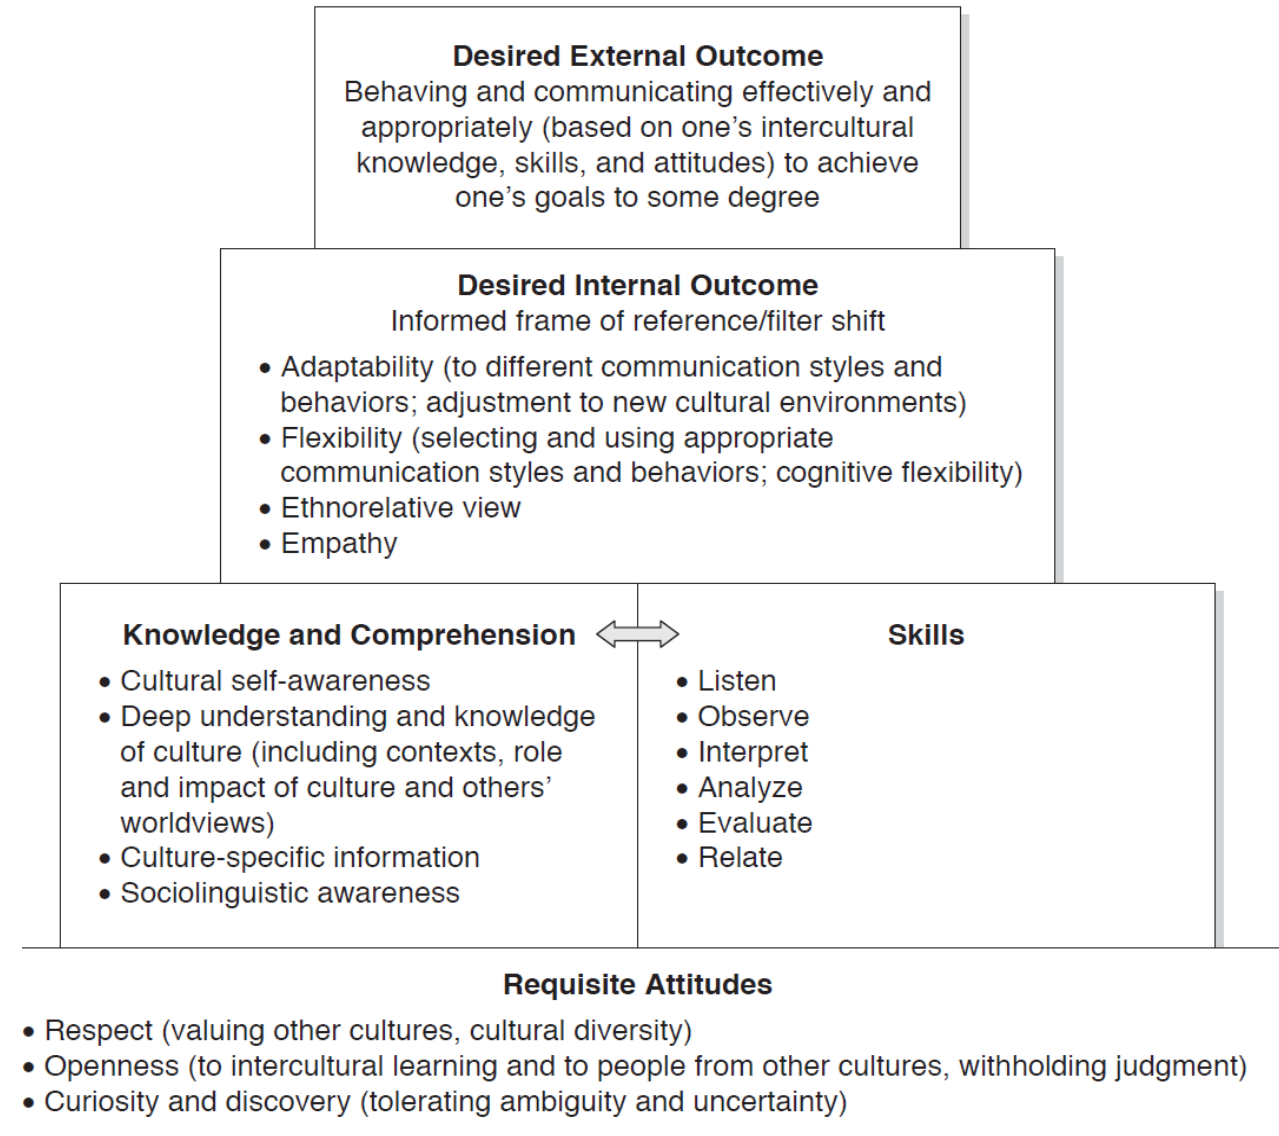 Desired External Outcome
Behaving and communicating effectively and
appropriately (based on one’s intercultural
knowledge, skills, and attitudes) to achieve
one’s goals to some degree
Desired Internal Outcome
Informed frame of reference/filter shift
• Adaptability (to different communication styles and
behaviors; adjustment to new cultural environments)
• Flexibility (selecting and using appropriate
communication styles and behaviors; cognitive flexibility)
• Ethnorelative view
• Empathy
Knowledge and Comprehension
• Cultural self-awareness
• Deep understanding and knowledge
of culture (including contexts, role
and impact of culture and others’
worldviews)
• Culture-specific information
• Sociolinguistic awareness
Skills
• Listen
• Observe
• Interpret
• Analyze
• Evaluate
• Relate
Requisite Attitudes
• Respect (valuing other cultures, cultural diversity)
• Openness (to intercultural learning and to people from other cultures, withholding judgment)
• Curiosity and discovery (tolerating ambiguity and uncertainty)